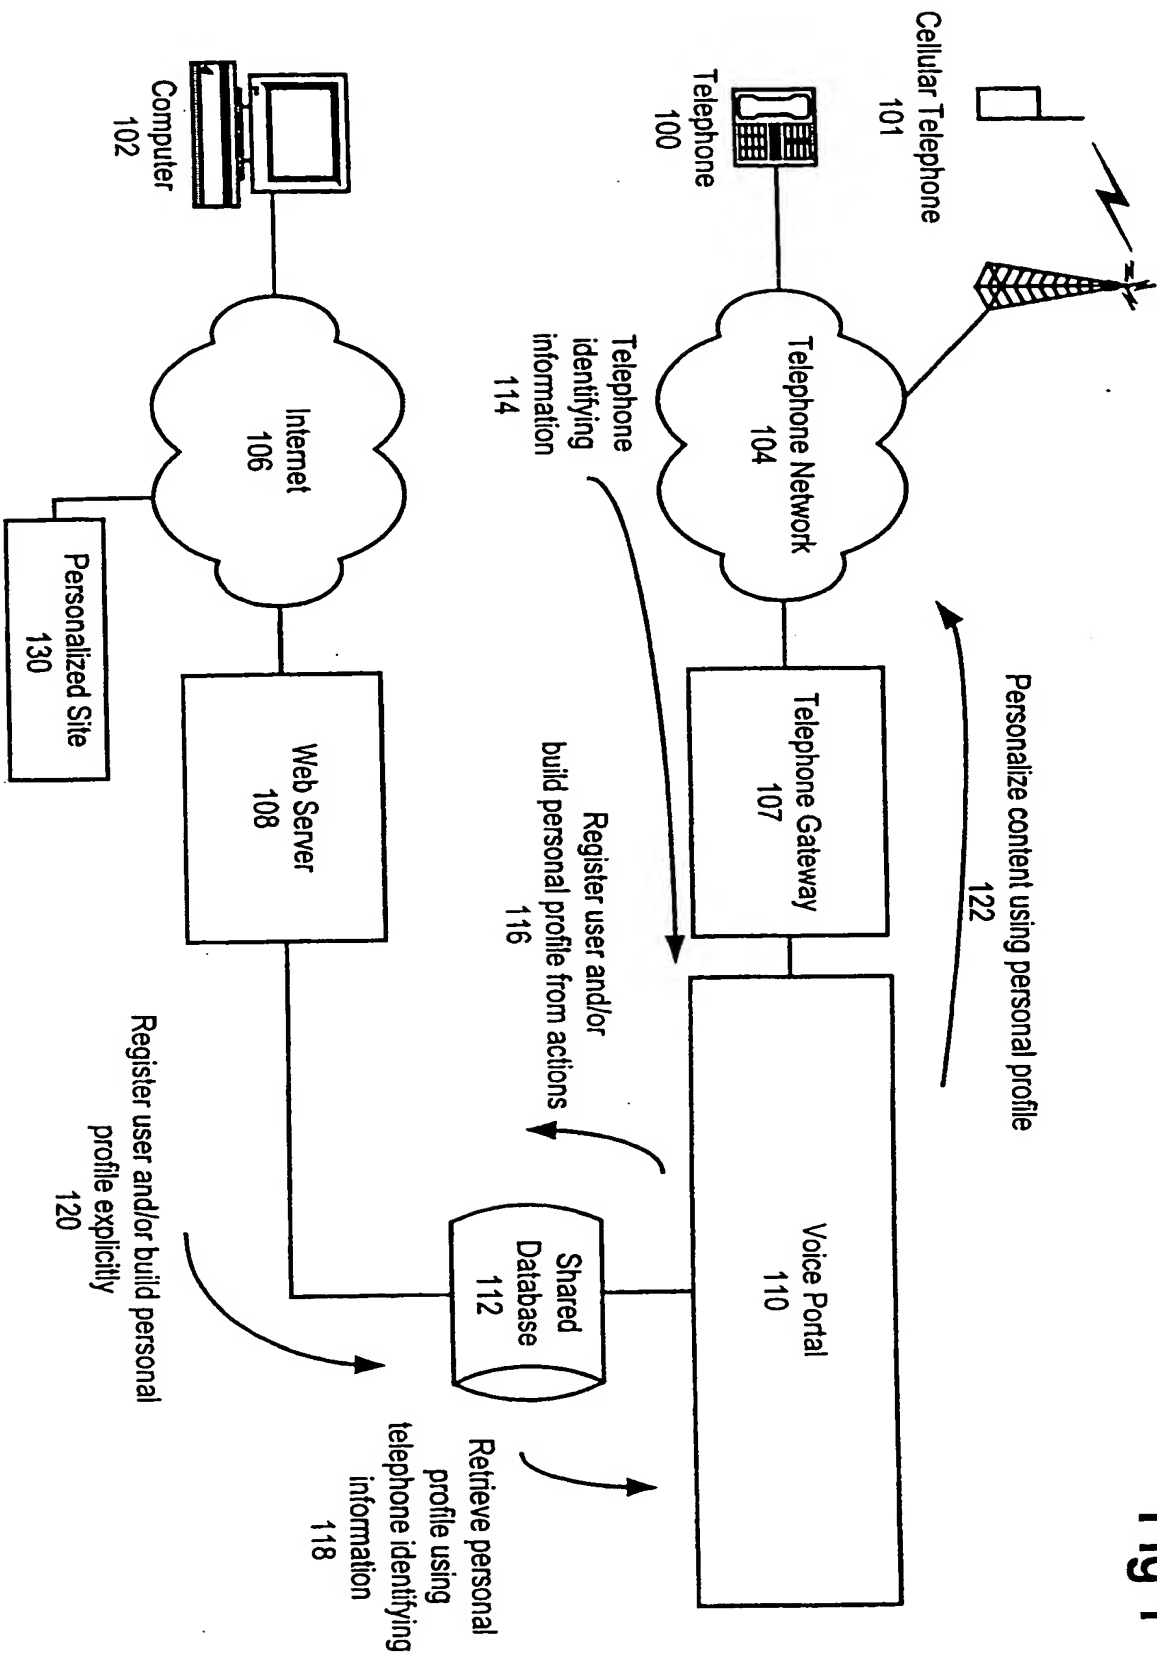 Fig 1
Cellular Telephone
101
Telephone
100
Computer
102
Telephone Network
104
Telephone
identifying
information
114
Internet
106
Personalized Site
130
Telephone Gateway
107
Web Server
108
Personalize content using personal profile
122
Register user and/or
build personal profile from actions
116
Voice Portal
110
Shared
Database
112
Register user and/or build personal
profile explicitly
120
Retrieve personal
profile using
telephone identifying
information
118